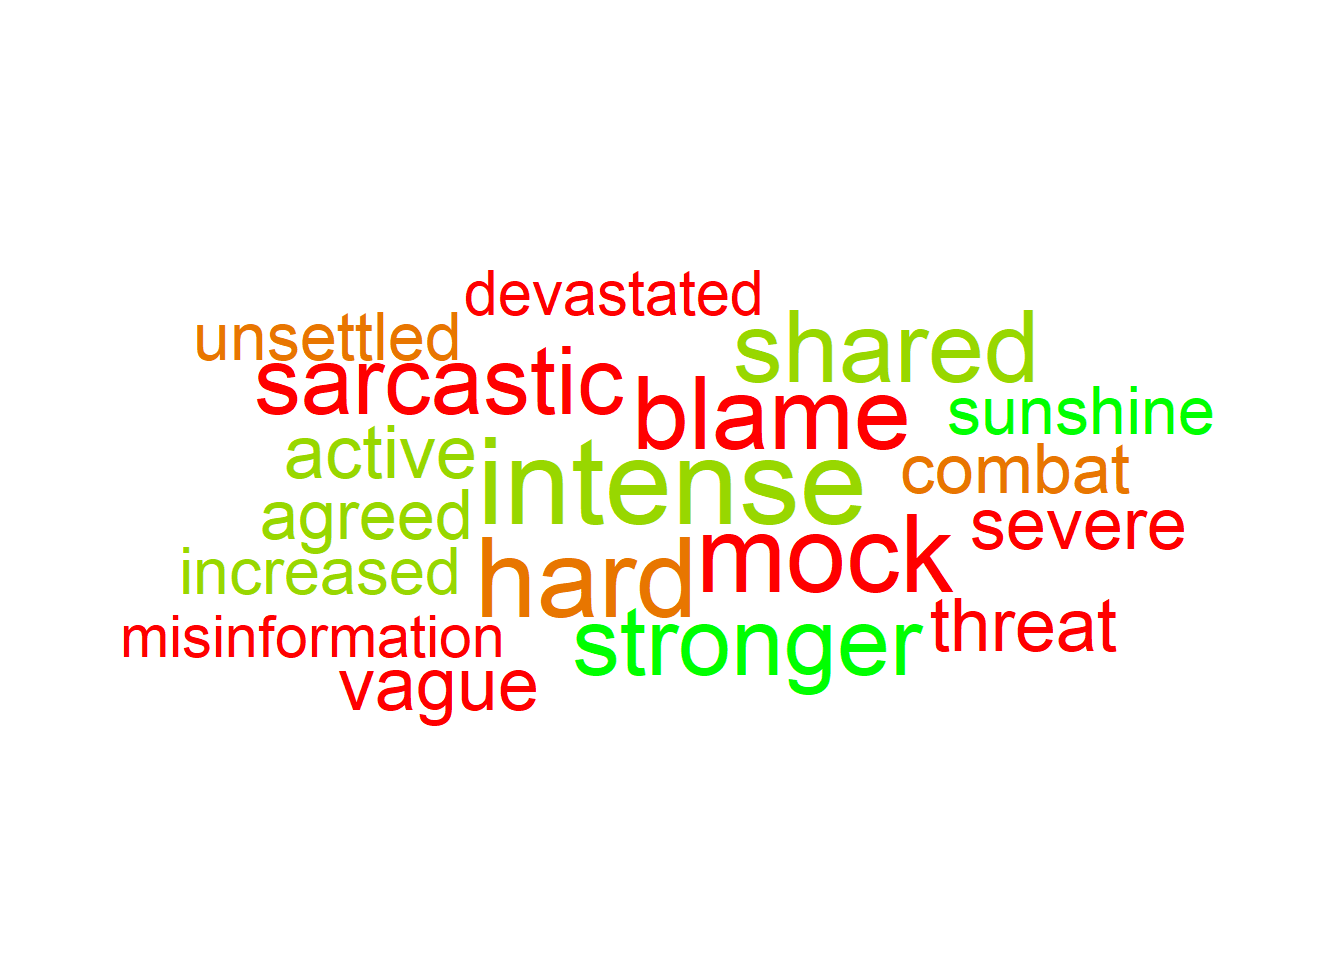 devastated
unsettled
shared
sarcastic
blame
sunshine
active
intense
combat
agreed
severe
increased
hard
mock
misinformation
stronger
threat
vague